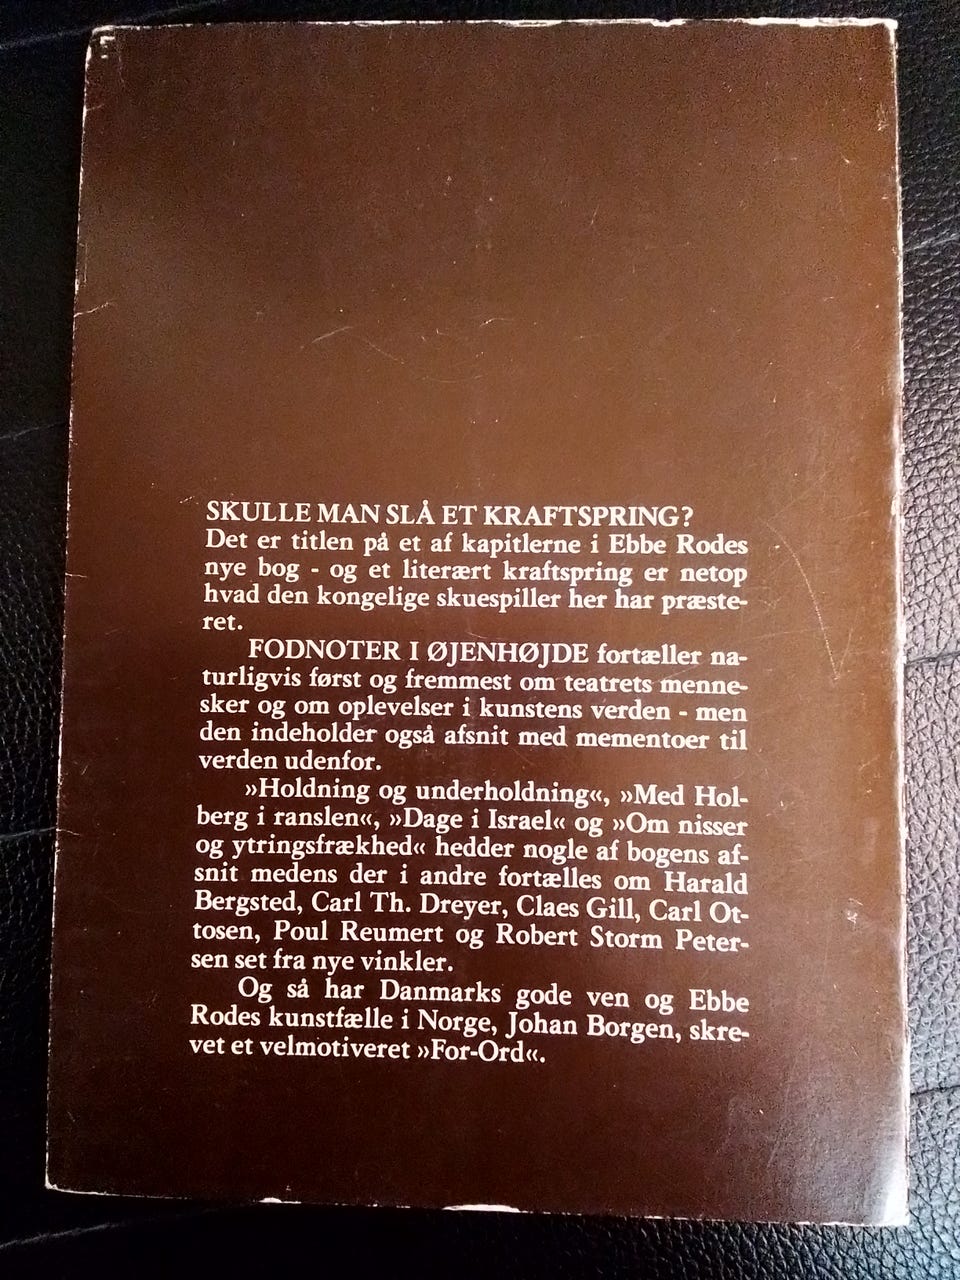 SKULLE MAN SLÅ ET KRAFTSPRING?
Det er titlen på et af kapitlerne i Ebbe Rodes
nye bog - og et literært kraftspring er netop
hvad den kongelige skuespiller her har præste-
ret.
FODNOTER I ØJENHØJDE fortæller na-
turligvis først og fremmest om teatrets menne-
sker og om oplevelser i kunstens verden - men
den indeholder også afsnit med mementoer til
verden udenfor.
»Holdning og underholdning«, »Med Hol-
berg i ranslen«, »Dage i Israel« og »Om nisser
og ytringsfrækhed« hedder nogle af bogens af-
snit medens der i andre fortælles om Harald
Bergsted, Carl Th. Dreyer, Claes Gill, Carl Ot-
tosen, Poul Reumert og Robert Storm Peter-
sen set fra nye vinkler.
Og så har Danmarks gode ven og Ebbe
Rodes kunstfælle i Norge, Johan Borgen, skre-
vet et velmotiveret »For-Ord«.